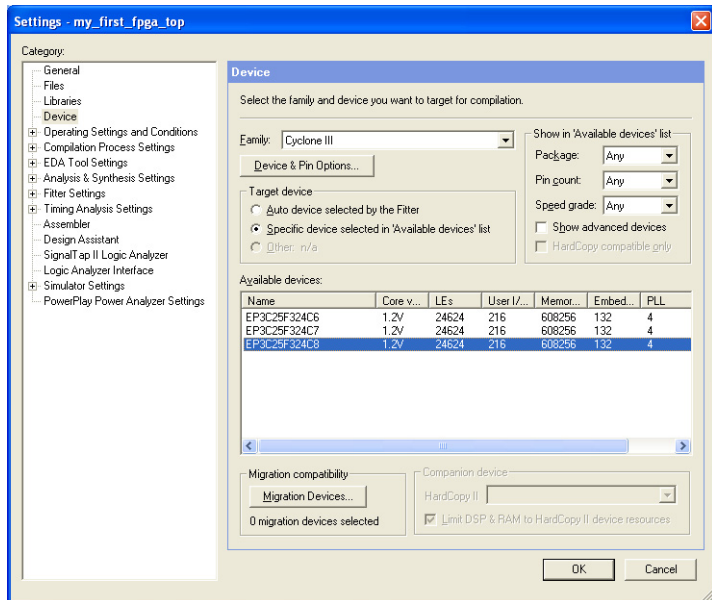 Settings - my_first_fpga_top
Category:
General
Files
Libraries
Device
Operating Settings and Conditions
Compilation Process Settings
EDA Tool Settings
Analysis & Synthesis Settings
Fitter Settings
Timing Analysis Settings
Assembler
Design Assistant
SignalTap II Logic Analyzer
Logic Analyzer Interface
Simulator Settings
PowerPlay Power Analyzer Settings
Device
Select the family and device you want to target for compilation.
Family: Cyclone III
Device & Pin Options...
Show in 'Available devices' list
Package: Any
Pin count: Any
Speed grade: Any
Show advanced devices
HardCopy compatible only
Target device
Auto device selected by the Fitter
Specific device selected in 'Available devices' list
Other: n/a
Available devices:
Name Core v... LEs User I/... Memor... Embed... PLL
EP3C25F324C6 1.2V 24624 216 608256 132 4
EP3C25F324C7 1.2V 24624 216 608256 132 4
EP3C25F324C8 1.2V 24624 216 608256 132 4
Migration compatibility
Migration Devices...
0 migration devices selected
Companion device
HardCopy II
Limit DSP & RAM to HardCopy II device resources
OK Cancel